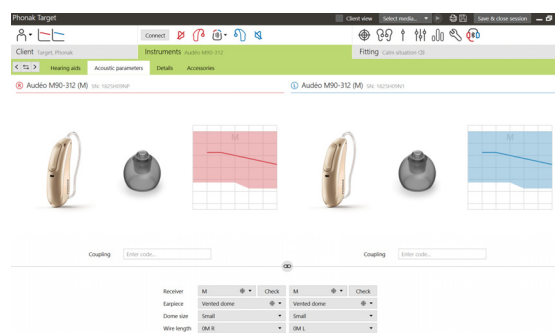 Phonak Target
Client view Select media... Save & close session
Connect
Client Target, Phonak Instruments Audéo M90-312 Fitting Calm situation
Hearing aids Acoustic parameters Details Accessories
R Audéo M90-312 (M) SN:
L Audéo M90-312 (M) SN:
M M
Coupling Enter code... Coupling Enter code...
Receiver M Check M Check
Earpiece Vented dome Vented dome
Dome size Small Small
Wire length 0M R 0M L